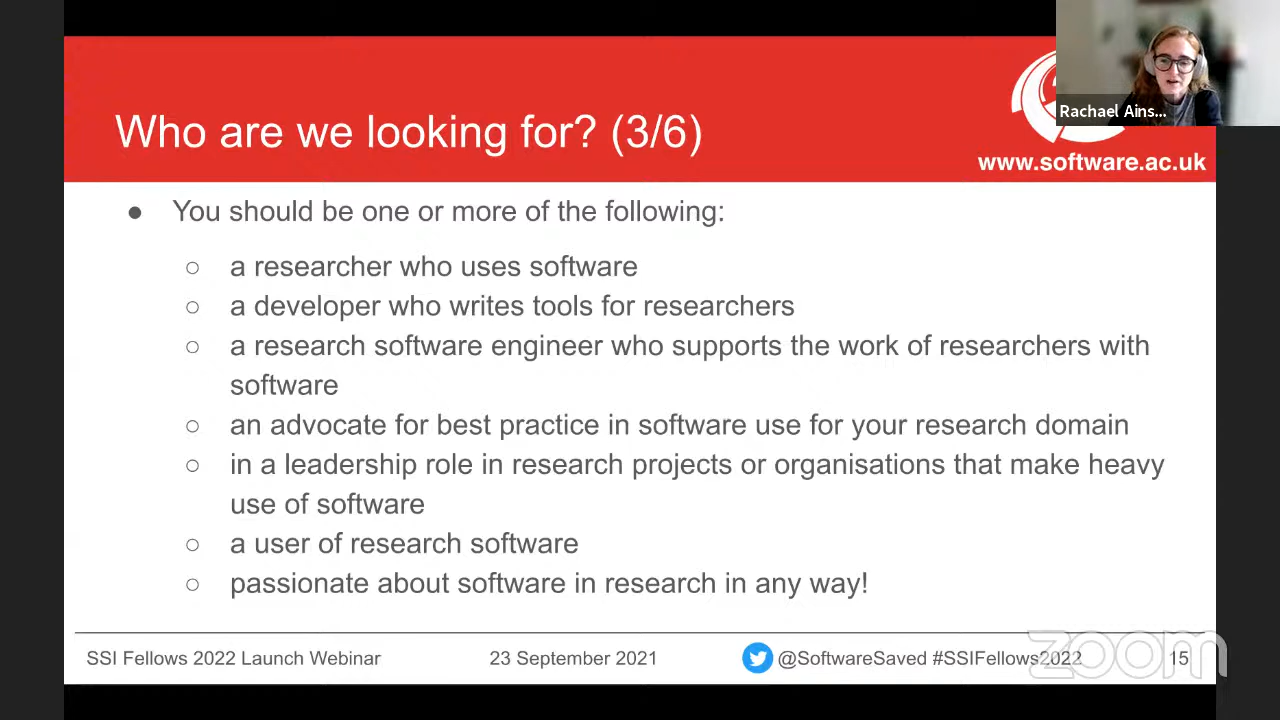 Rachael Ains...
Who are we looking for? (3/6)
www.software.ac.uk
● You should be one or more of the following:
○ a researcher who uses software
○ a developer who writes tools for researchers
○ a research software engineer who supports the work of researchers with
software
○ an advocate for best practice in software use for your research domain
○ in a leadership role in research projects or organisations that make heavy
use of software
○ a user of research software
○ passionate about software in research in any way!
SSI Fellows 2022 Launch Webinar
23 September 2021
@SoftwareSaved #SSIFellows2022
15
zoom